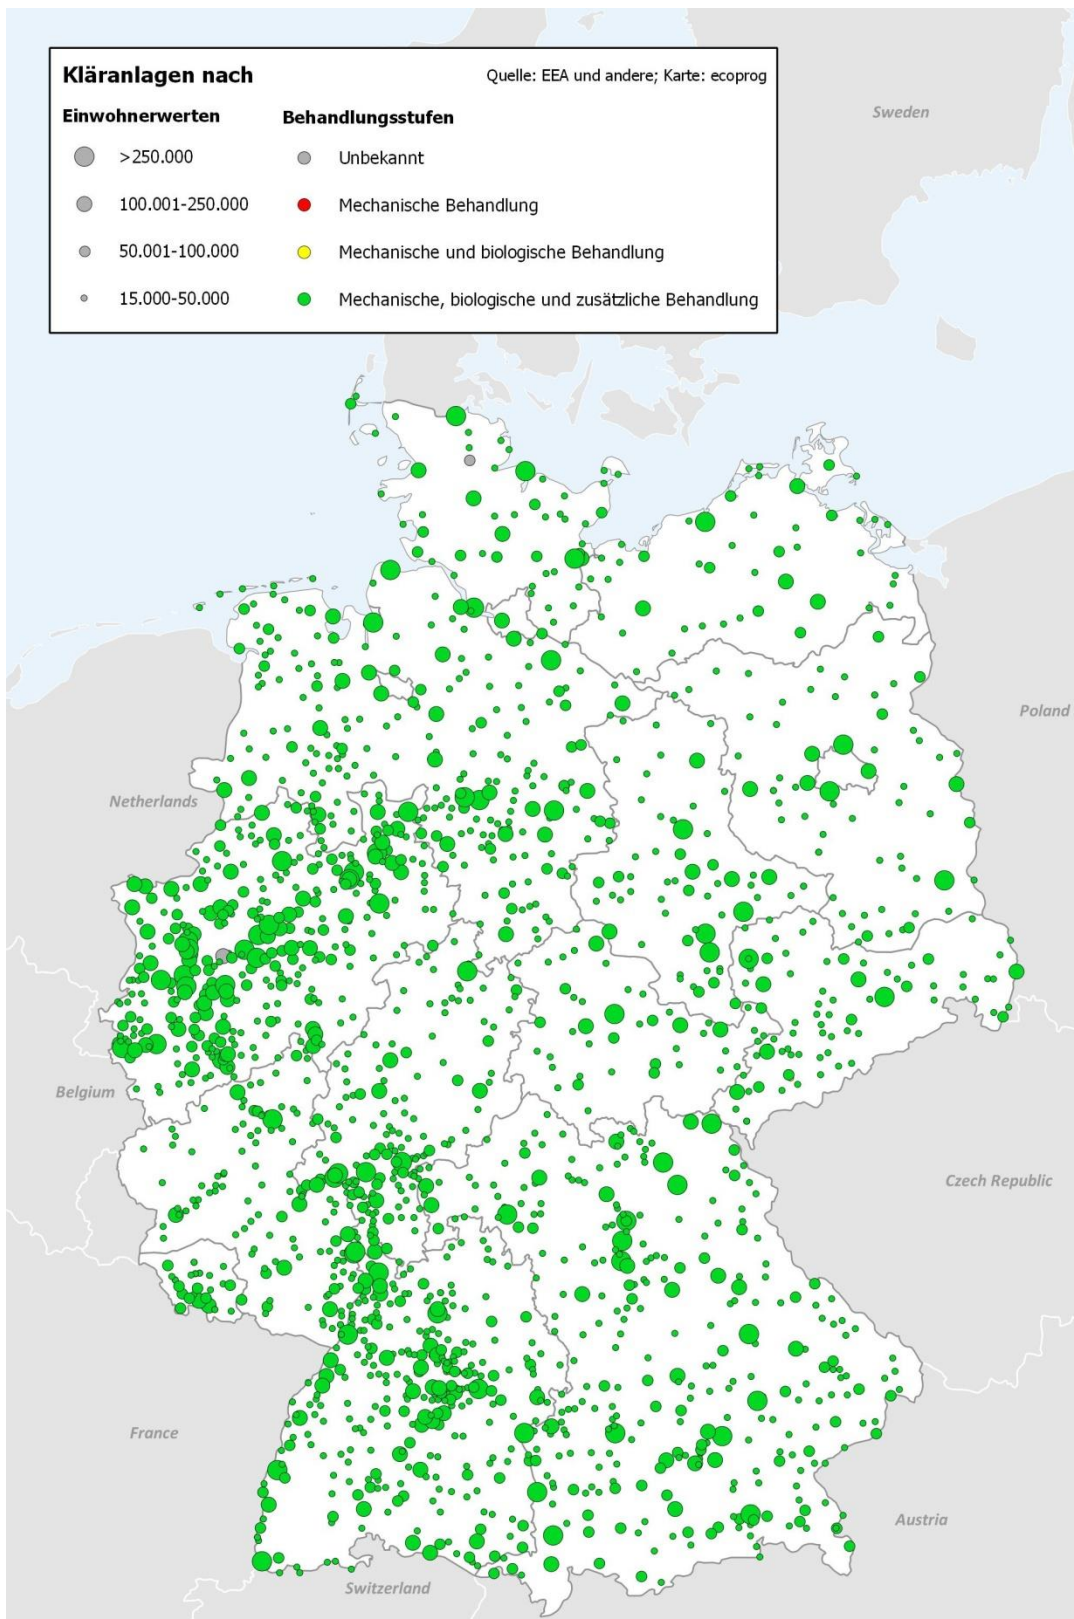 Kläranlagen nach
Quelle: EEA und andere; Karte: ecoprog
Einwohnerwerten
>250.000
100.001-250.000
50.001-100.000
15.000-50.000
Behandlungsstufen
Unbekannt
Mechanische Behandlung
Mechanische und biologische Behandlung
Mechanische, biologische und zusätzliche Behandlung
Sweden
Poland
Netherlands
Belgium
Czech Republic
France
Austria
Switzerland